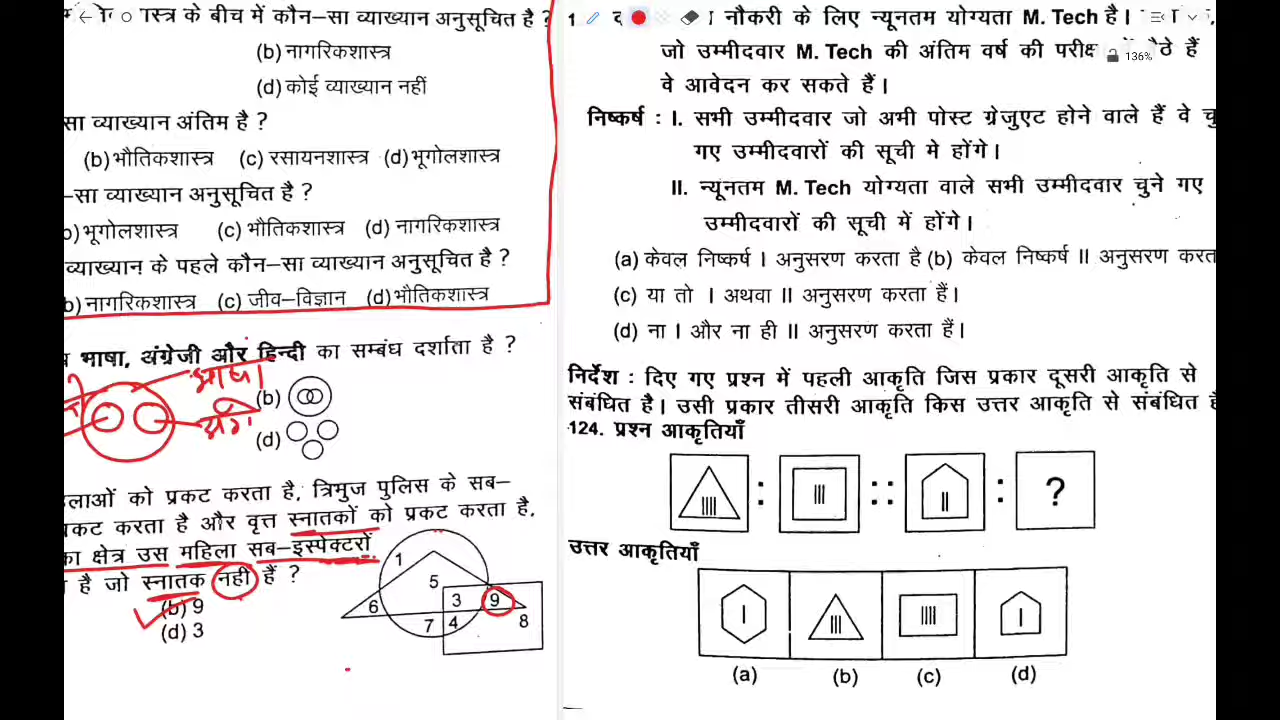 शास्त्र के बीच में कौन–सा व्याख्यान अनुसूचित है ?
(b) नागरिकशास्त्र
(d) कोई व्याख्यान नहीं
सा व्याख्यान अंतिम है ?
(b) भौतिकशास्त्र (c) रसायनशास्त्र (d) भूगोलशास्त्र
–सा व्याख्यान अनुसूचित है ?
भूगोलशास्त्र (c) भौतिकशास्त्र (d) नागरिकशास्त्र
व्याख्यान के पहले कौन–सा व्याख्यान अनुसूचित है ?
नागरिकशास्त्र (c) जीव–विज्ञान (d) भौतिकशास्त्र
भाषा, अंग्रेजी और हिन्दी का सम्बंध दर्शाता है ?
भाषा
(b)
(d)
को प्रकट करता है, त्रिमुज पुलिस के सब–
करता है और वृत्त स्नातकों को प्रकट करता है,
का क्षेत्र उस महिला सब–इस्पेक्टरों
है जो स्नातक नही हैं ?
(b) 9
(d) 3
1
5
6
3
9
7
4
8
नौकरी के लिए न्यूनतम योग्यता M. Tech है।
136%
जो उम्मीदवार M. Tech की अंतिम वर्ष की बैठे हैं
वे आवेदन कर सकते हैं।
निष्कर्ष : I. सभी उम्मीदवार जो अभी पोस्ट ग्रेजुएट होने वाले हैं वे
गए उम्मीदवारों की सूची मे होंगे।
II. न्यूनतम M. Tech योग्यता वाले सभी उम्मीदवार चुने गए
उम्मीदवारों की सूची में होंगे।
(a) केवल निष्कर्ष I अनुसरण करता है (b) केवल निष्कर्ष II अनुसरण
(c) या तो I अथवा II अनुसरण करता हैं।
(d) ना I और ना ही II अनुसरण करता हैं।
निर्देश : दिए गए प्रश्न में पहली आकृति जिस प्रकार दूसरी आकृति से
संबंधित है। उसी प्रकार तीसरी आकृति किस उत्तर आकृति से संबंधित है
124. प्रश्न आकृतियाँ
: :: : ?
उत्तर आकृतियाँ
(a) (b) (c) (d)